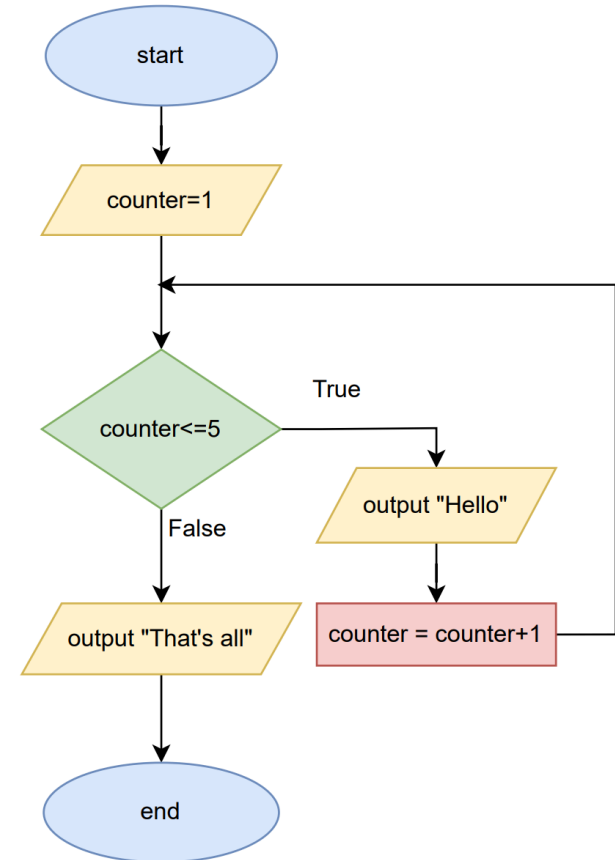 start
counter=1
counter<=5
True
output "Hello"
counter = counter+1
False
output "That's all"
end